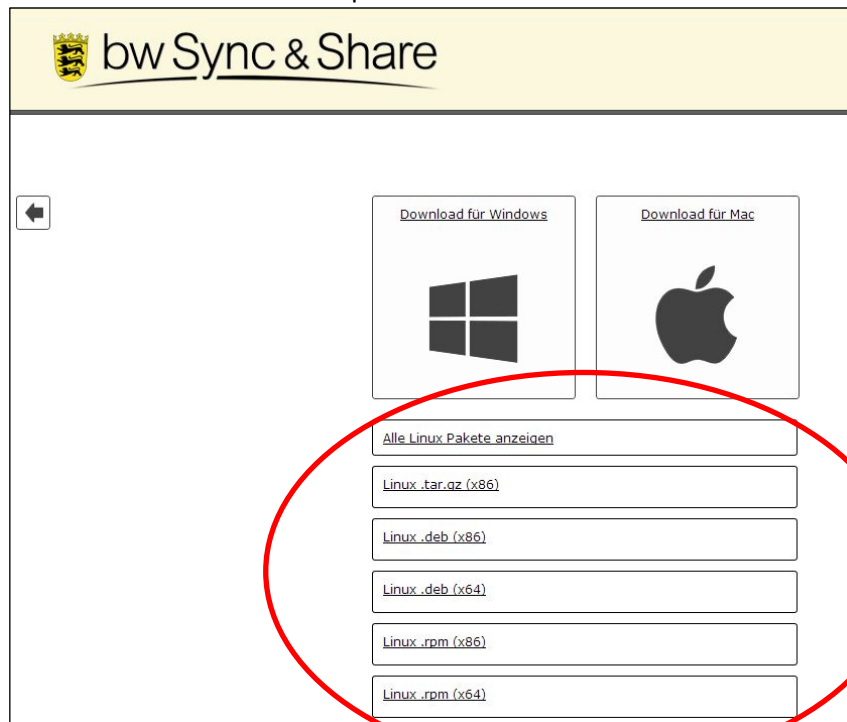 bw Sync & Share
Download für Windows
Download für Mac
Alle Linux Pakete anzeigen
Linux .tar.gz (x86)
Linux .deb (x86)
Linux .deb (x64)
Linux .rpm (x86)
Linux .rpm (x64)